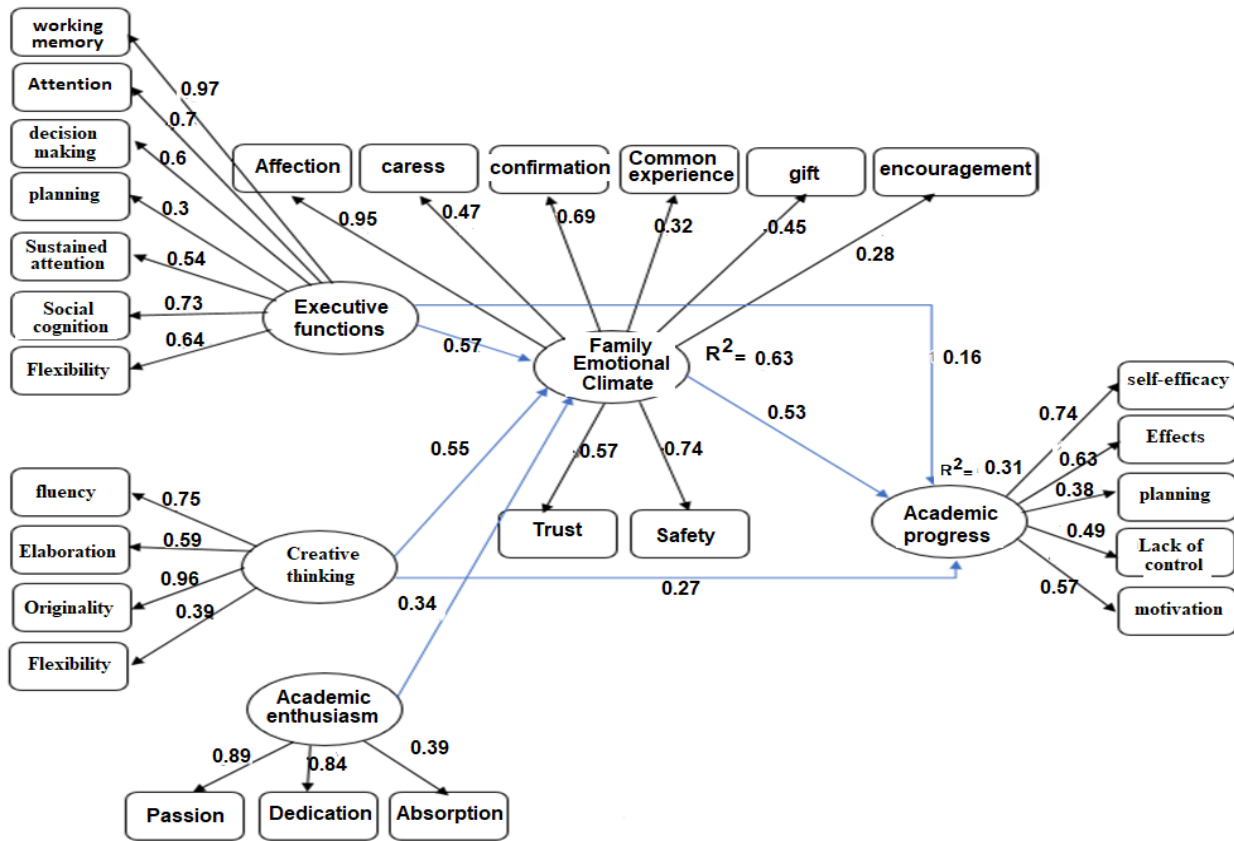 working
memory
Attention
decision
making
planning
Sustained
attention
Social
cognition
Flexibility
0.97
0.7
0.6
0.3
0.54
0.73
0.64
Executive
functions
Affection
caress
confirmation
Common
experience
gift
encouragement
0.95
0.47
0.69
0.32
0.45
0.28
Family
Emotional
Climate
R2= 0.63
0.57
0.16
0.53
0.55
0.57
0.74
Trust
Safety
self-efficacy
Effects
planning
Lack of
control
motivation
0.74
0.63
0.38
0.49
0.57
R2= 0.31
Academic
progress
fluency
Elaboration
Originality
Flexibility
0.75
0.59
0.96
0.39
Creative
thinking
0.34
0.27
Academic
enthusiasm
0.89
0.84
0.39
Passion
Dedication
Absorption